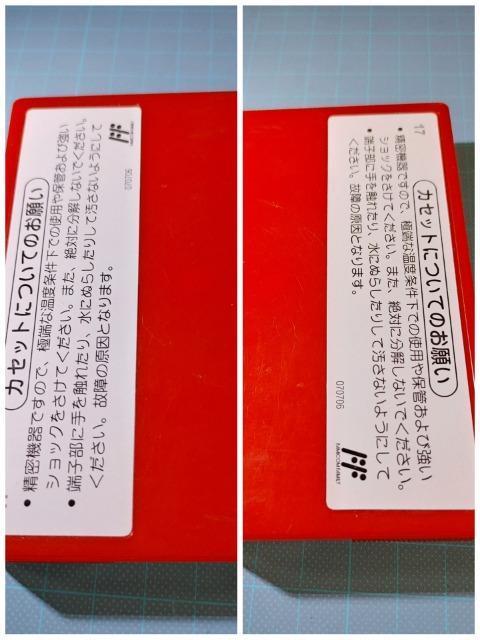 カセットについてのお願い
● 精密機器ですので、極端な温度条件下での使用や保管および強い
ショックをさけてください。また、絶対に分解しないでください。
● 端子部に手を触れたり、水にぬらしたりして汚さないようにして
ください。故障の原因となります。
070706
カセットについてのお願い
● 精密機器ですので、極端な温度条件下での使用や保管および強い
ショックをさけてください。また、絶対に分解しないでください。
● 端子部に手を触れたり、水にぬらしたりして汚さないようにして
ください。故障の原因となります。
17
070706
FAMICOM FAMILY